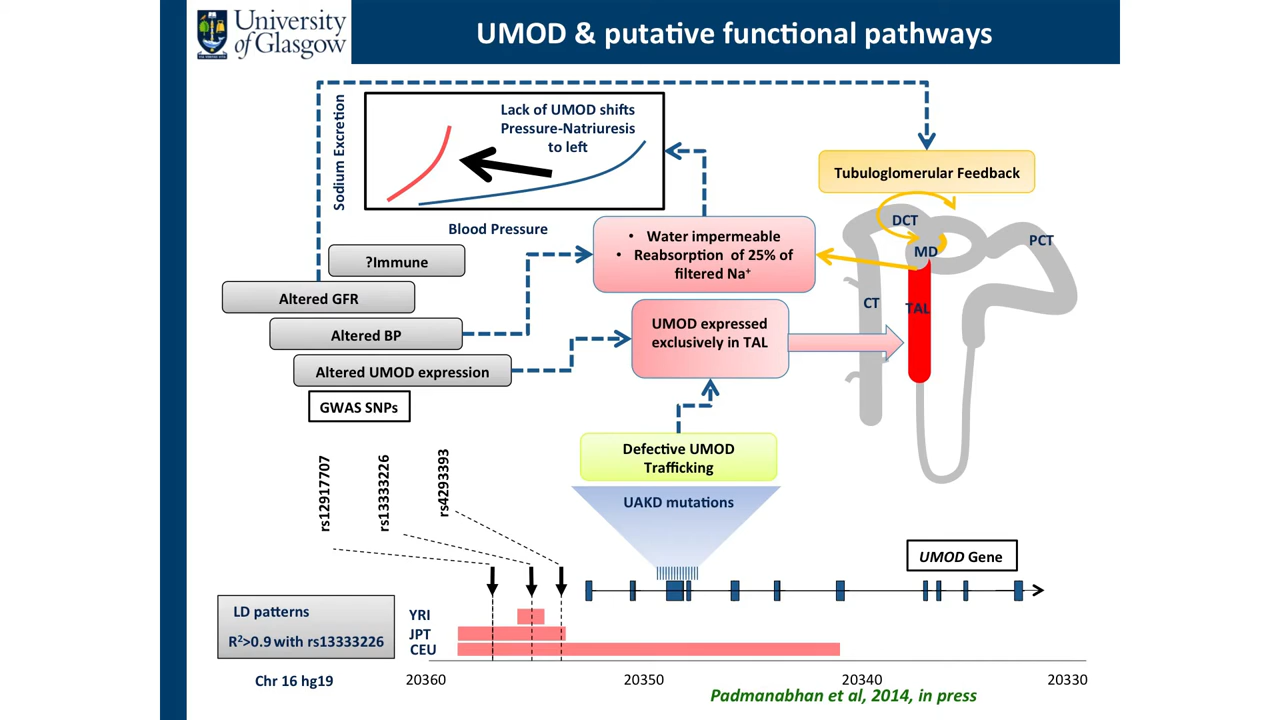 University
of Glasgow
UMOD & putative functional pathways
Sodium Excretion
Lack of UMOD shifts
Pressure-Natriuresis
to left
Blood Pressure
Tubuloglomerular Feedback
DCT
MD
PCT
CT
TAL
• Water impermeable
• Reabsorption of 25% of
filtered Na⁺
?Immune
Altered GFR
Altered BP
Altered UMOD expression
GWAS SNPs
UMOD expressed
exclusively in TAL
Defective UMOD
Trafficking
UAKD mutations
rs12917707
rs13333226
rs4293393
UMOD Gene
LD patterns
R²>0.9 with rs13333226
YRI
JPT
CEU
Chr 16 hg19
20360
20350
20340
20330
Padmanabhan et al, 2014, in press